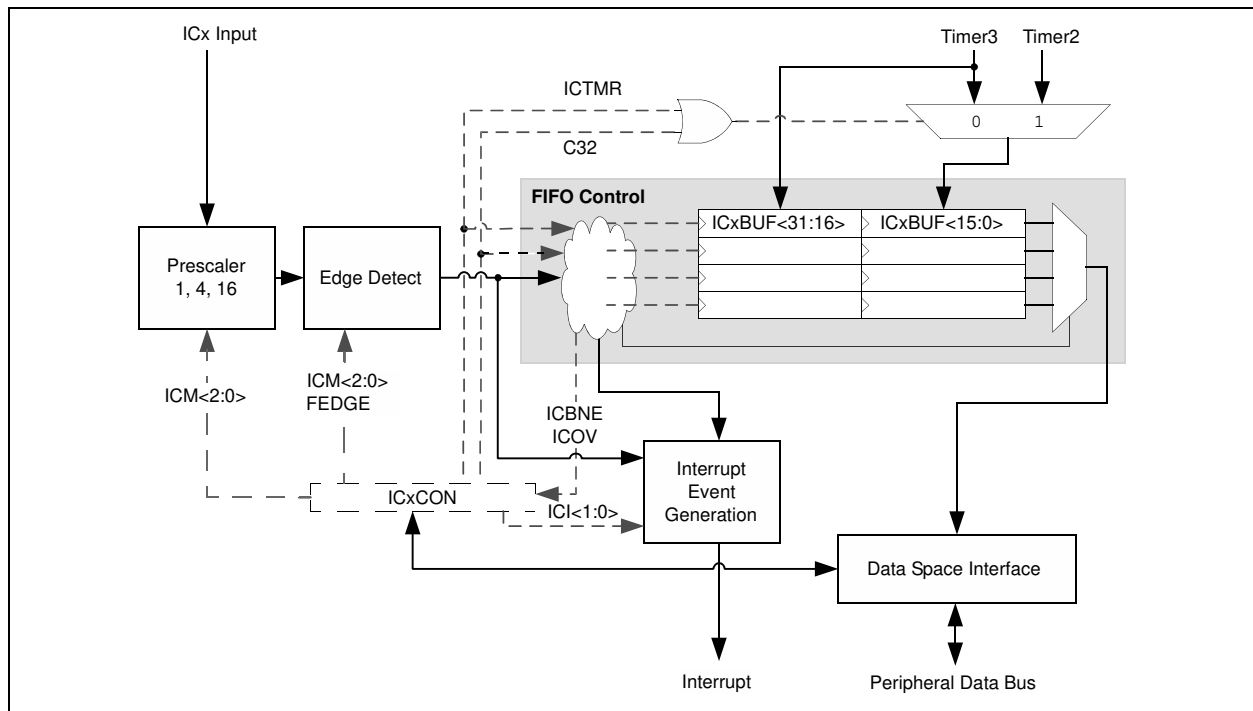 ICx Input
Timer3
Timer2
ICTMR
0
1
C32
FIFO Control
ICxBUF<31:16>
ICxBUF<15:0>
Prescaler
1, 4, 16
Edge Detect
ICM<2:0>
ICM<2:0>
FEDGE
ICBNE
ICOV
Interrupt
Event
Generation
ICxCON
ICI<1:0>
Data Space Interface
Interrupt
Peripheral Data Bus